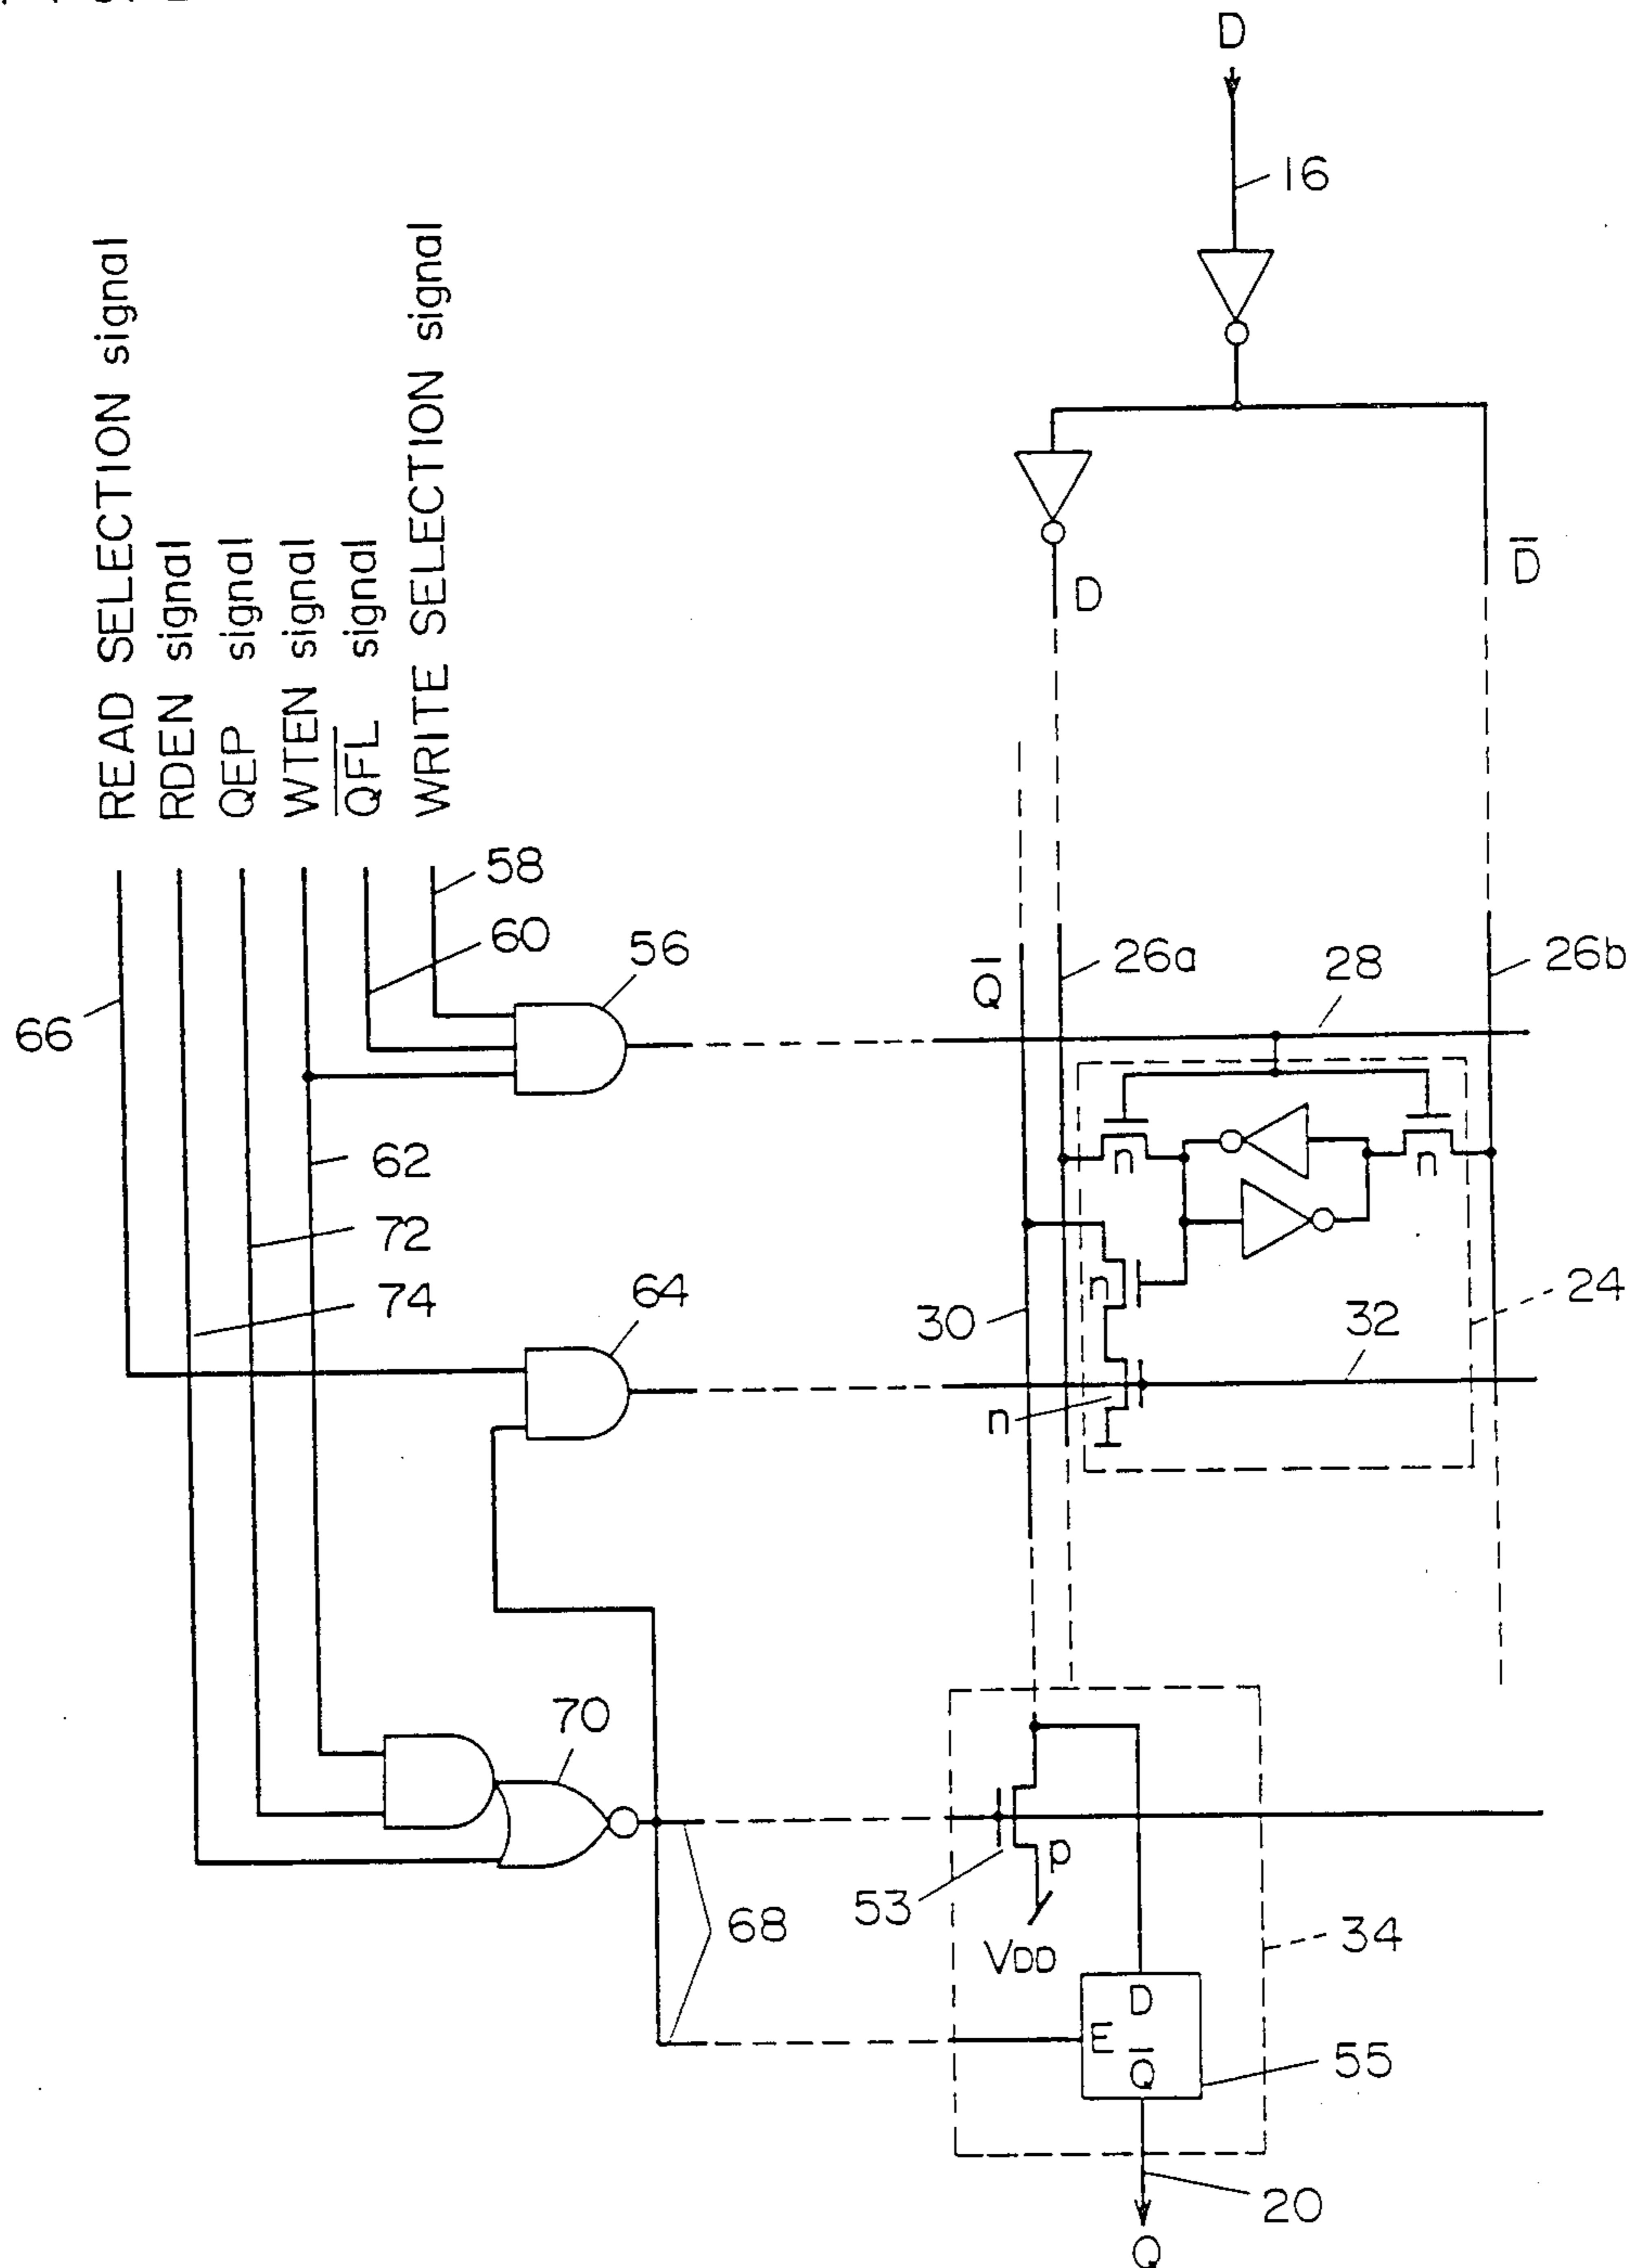 D
16
READ SELECTION signal
RDEN signal
QEP signal
WTEN signal
Q̅F̅L̅ signal
WRITE SELECTION signal
D
D̅
58
60
56
Q̅
26a
28
26b
66
62
n
n
72
74
64
n
24
30
32
n
70
53
p
68
VDD
34
D
E
Q̅
55
20
Q